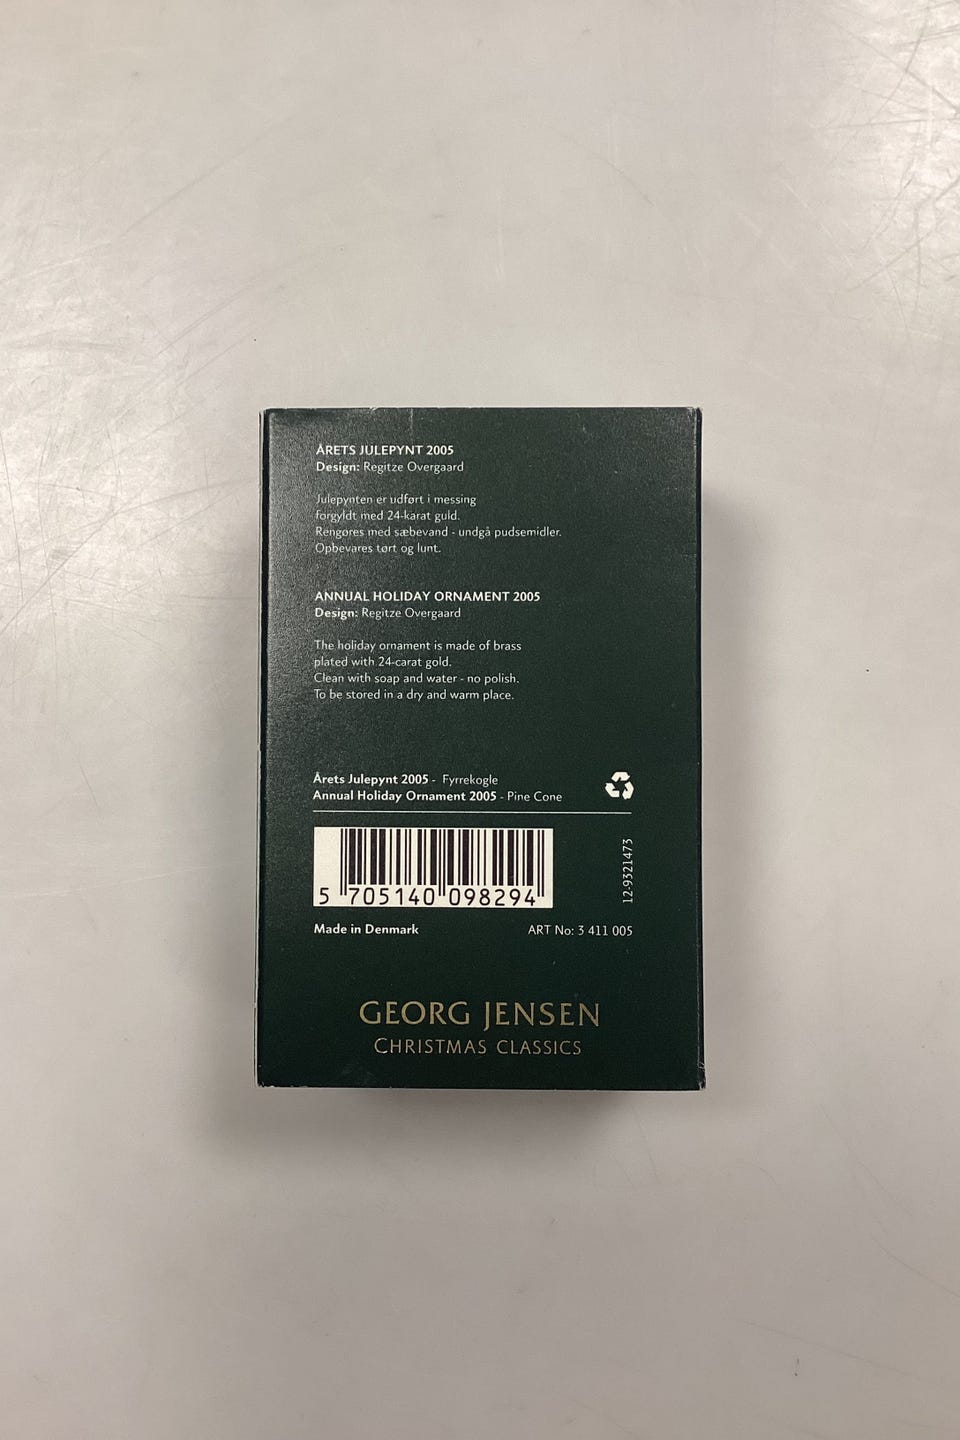 ÅRETS JULEPYNT 2005
Design: Regitze Overgaard
Julepynten er udført i messing
forgyldt med 24-karat guld.
Rengøres med sæbevand - undgå pudsemidler.
Opbevares tørt og lunt.
ANNUAL HOLIDAY ORNAMENT 2005
Design: Regitze Overgaard
The holiday ornament is made of brass
plated with 24-carat gold.
Clean with soap and water - no polish.
To be stored in a dry and warm place.
Årets Julepynt 2005 - Fyrrekogle
Annual Holiday Ornament 2005 - Pine Cone
5 705140 098294
12-9321473
Made in Denmark
ART No: 3 411 005
GEORG JENSEN
CHRISTMAS CLASSICS